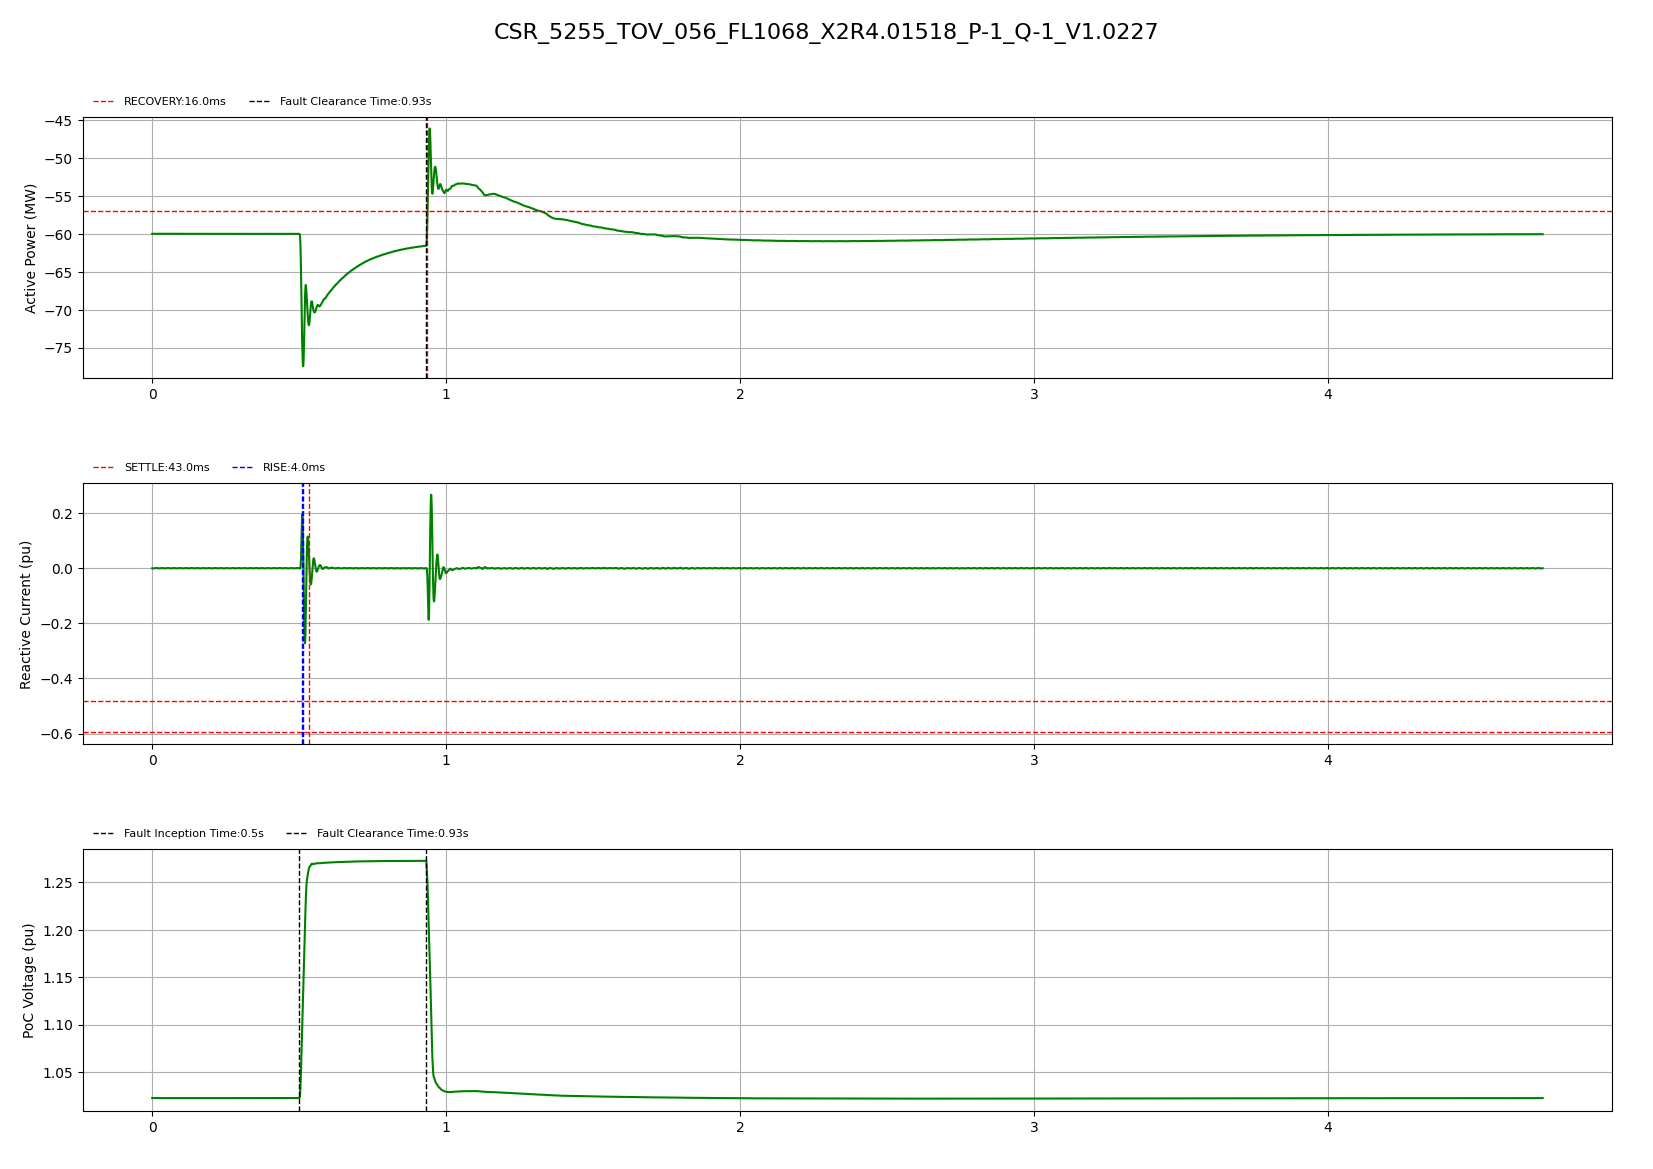 CSR_5255_TOV_056_FL1068_X2R4.01518_P-1_Q-1_V1.0227
RECOVERY:16.0ms Fault Clearance Time:0.93s
Active Power (MW)
−45
−50
−55
−60
−65
−70
−75
0 1 2 3 4
SETTLE:43.0ms RISE:4.0ms
Reactive Current (pu)
0.2
0.0
−0.2
−0.4
−0.6
0 1 2 3 4
Fault Inception Time:0.5s Fault Clearance Time:0.93s
PoC Voltage (pu)
1.25
1.20
1.15
1.10
1.05
0 1 2 3 4